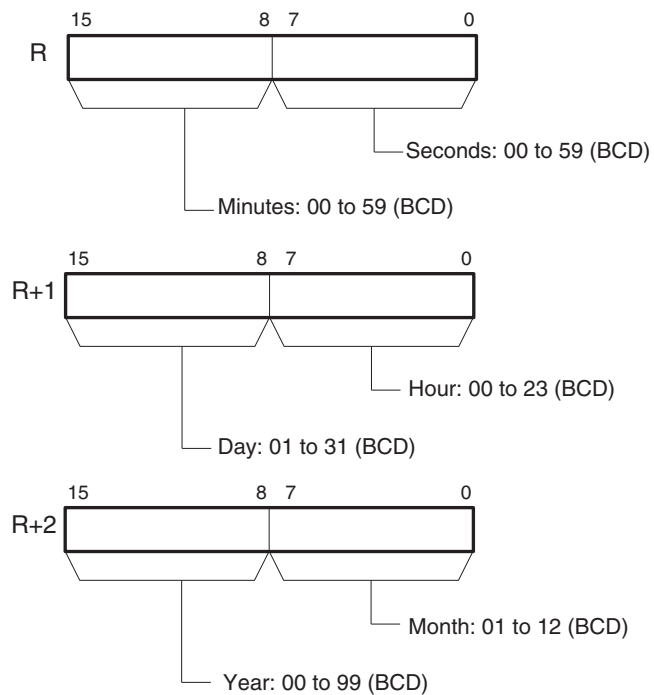 15 8 7 0
R
Seconds: 00 to 59 (BCD)
Minutes: 00 to 59 (BCD)
15 8 7 0
R+1
Hour: 00 to 23 (BCD)
Day: 01 to 31 (BCD)
15 8 7 0
R+2
Month: 01 to 12 (BCD)
Year: 00 to 99 (BCD)